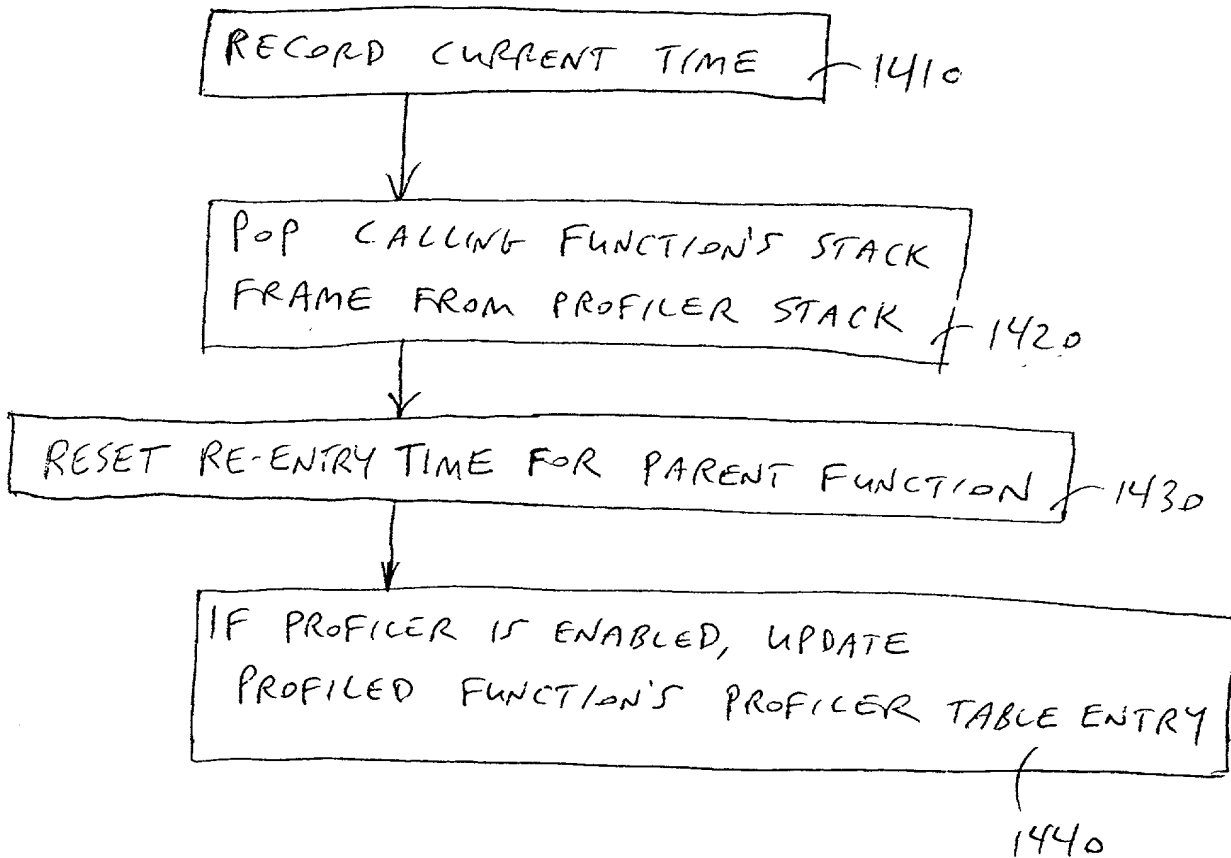 RECORD CURRENT TIME 1410
POP CALLING FUNCTION'S STACK
FRAME FROM PROFILER STACK 1420
RESET RE-ENTRY TIME FOR PARENT FUNCTION 1430
IF PROFILER IS ENABLED, UPDATE
PROFILED FUNCTION'S PROFILER TABLE ENTRY
1440